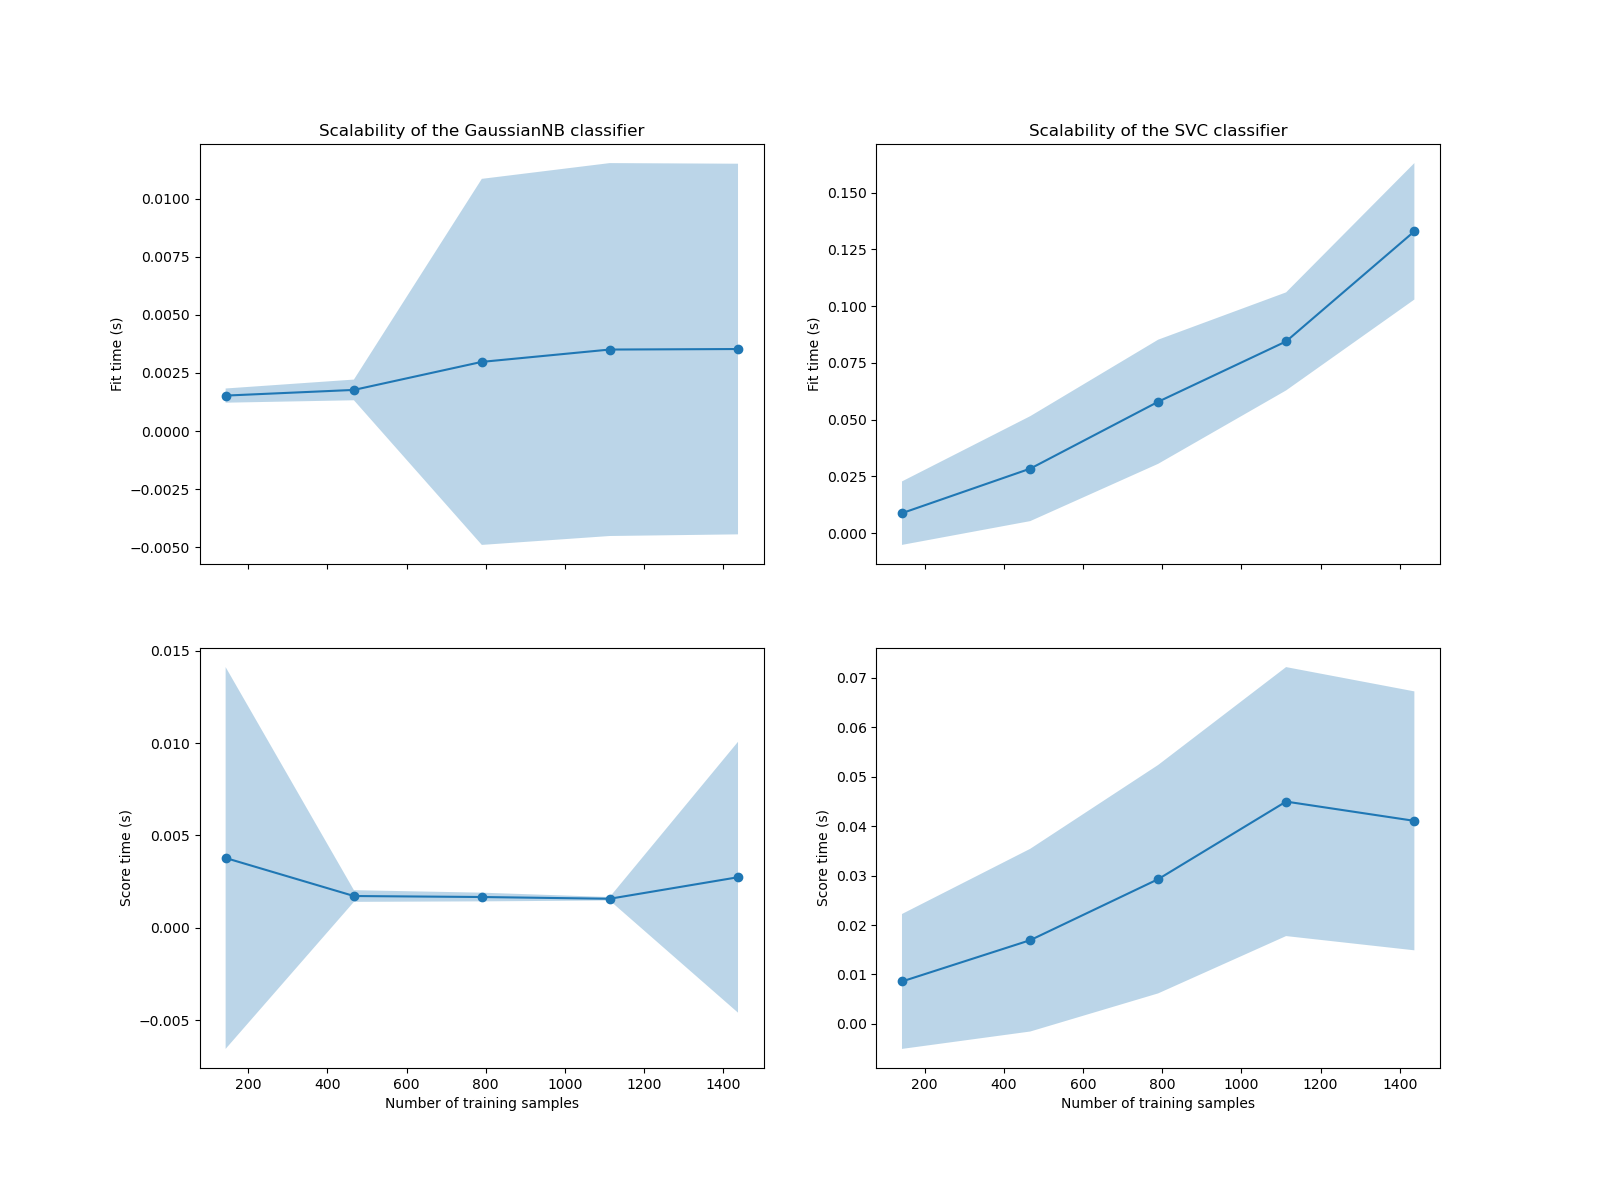 Scalability of the GaussianNB classifier
Fit time (s)
0.0100
0.0075
0.0050
0.0025
0.0000
−0.0025
−0.0050
Scalability of the SVC classifier
Fit time (s)
0.150
0.125
0.100
0.075
0.050
0.025
0.000
Score time (s)
0.015
0.010
0.005
0.000
−0.005
200 400 600 800 1000 1200 1400
Number of training samples
Score time (s)
0.07
0.06
0.05
0.04
0.03
0.02
0.01
0.00
200 400 600 800 1000 1200 1400
Number of training samples